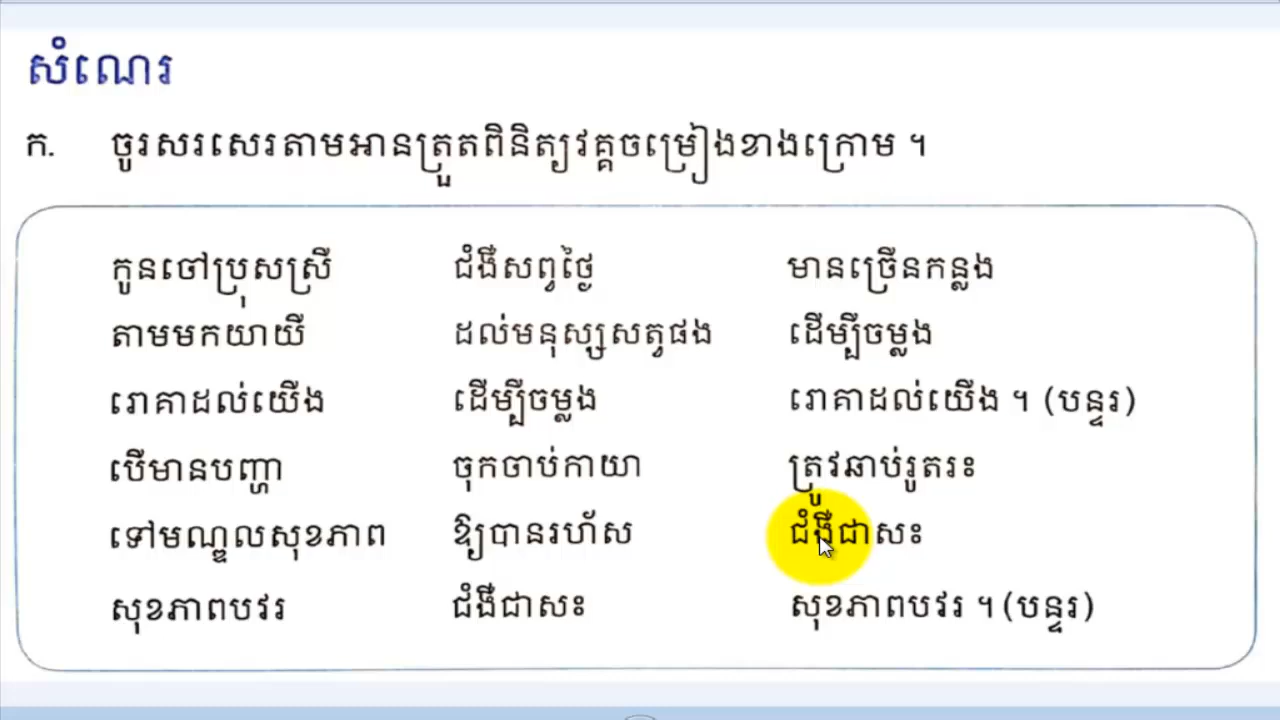 សំណេរ
ក. ចូរសរសេរតាមអានត្រួតពិនិត្យវគ្គចម្រៀងខាងក្រោម ។
កូនចៅប្រុសស្រី ជំងឺសព្វថ្ងៃ មានច្រើនកន្លង
តាមមកយាយី ដល់មនុស្សសត្វផង ដើម្បីចម្លង
រោគាដល់យើង ដើម្បីចម្លង រោគាដល់យើង ។ (បន្ទរ)
បើមានបញ្ហា ចុកចាប់កាយា ត្រូវឆាប់រូតរះ
ទៅមណ្ឌលសុខភាព ឱ្យបានរហ័ស ជំងឺជាសះ
សុខភាពបវរ ជំងឺជាសះ សុខភាពបវរ ។ (បន្ទរ)